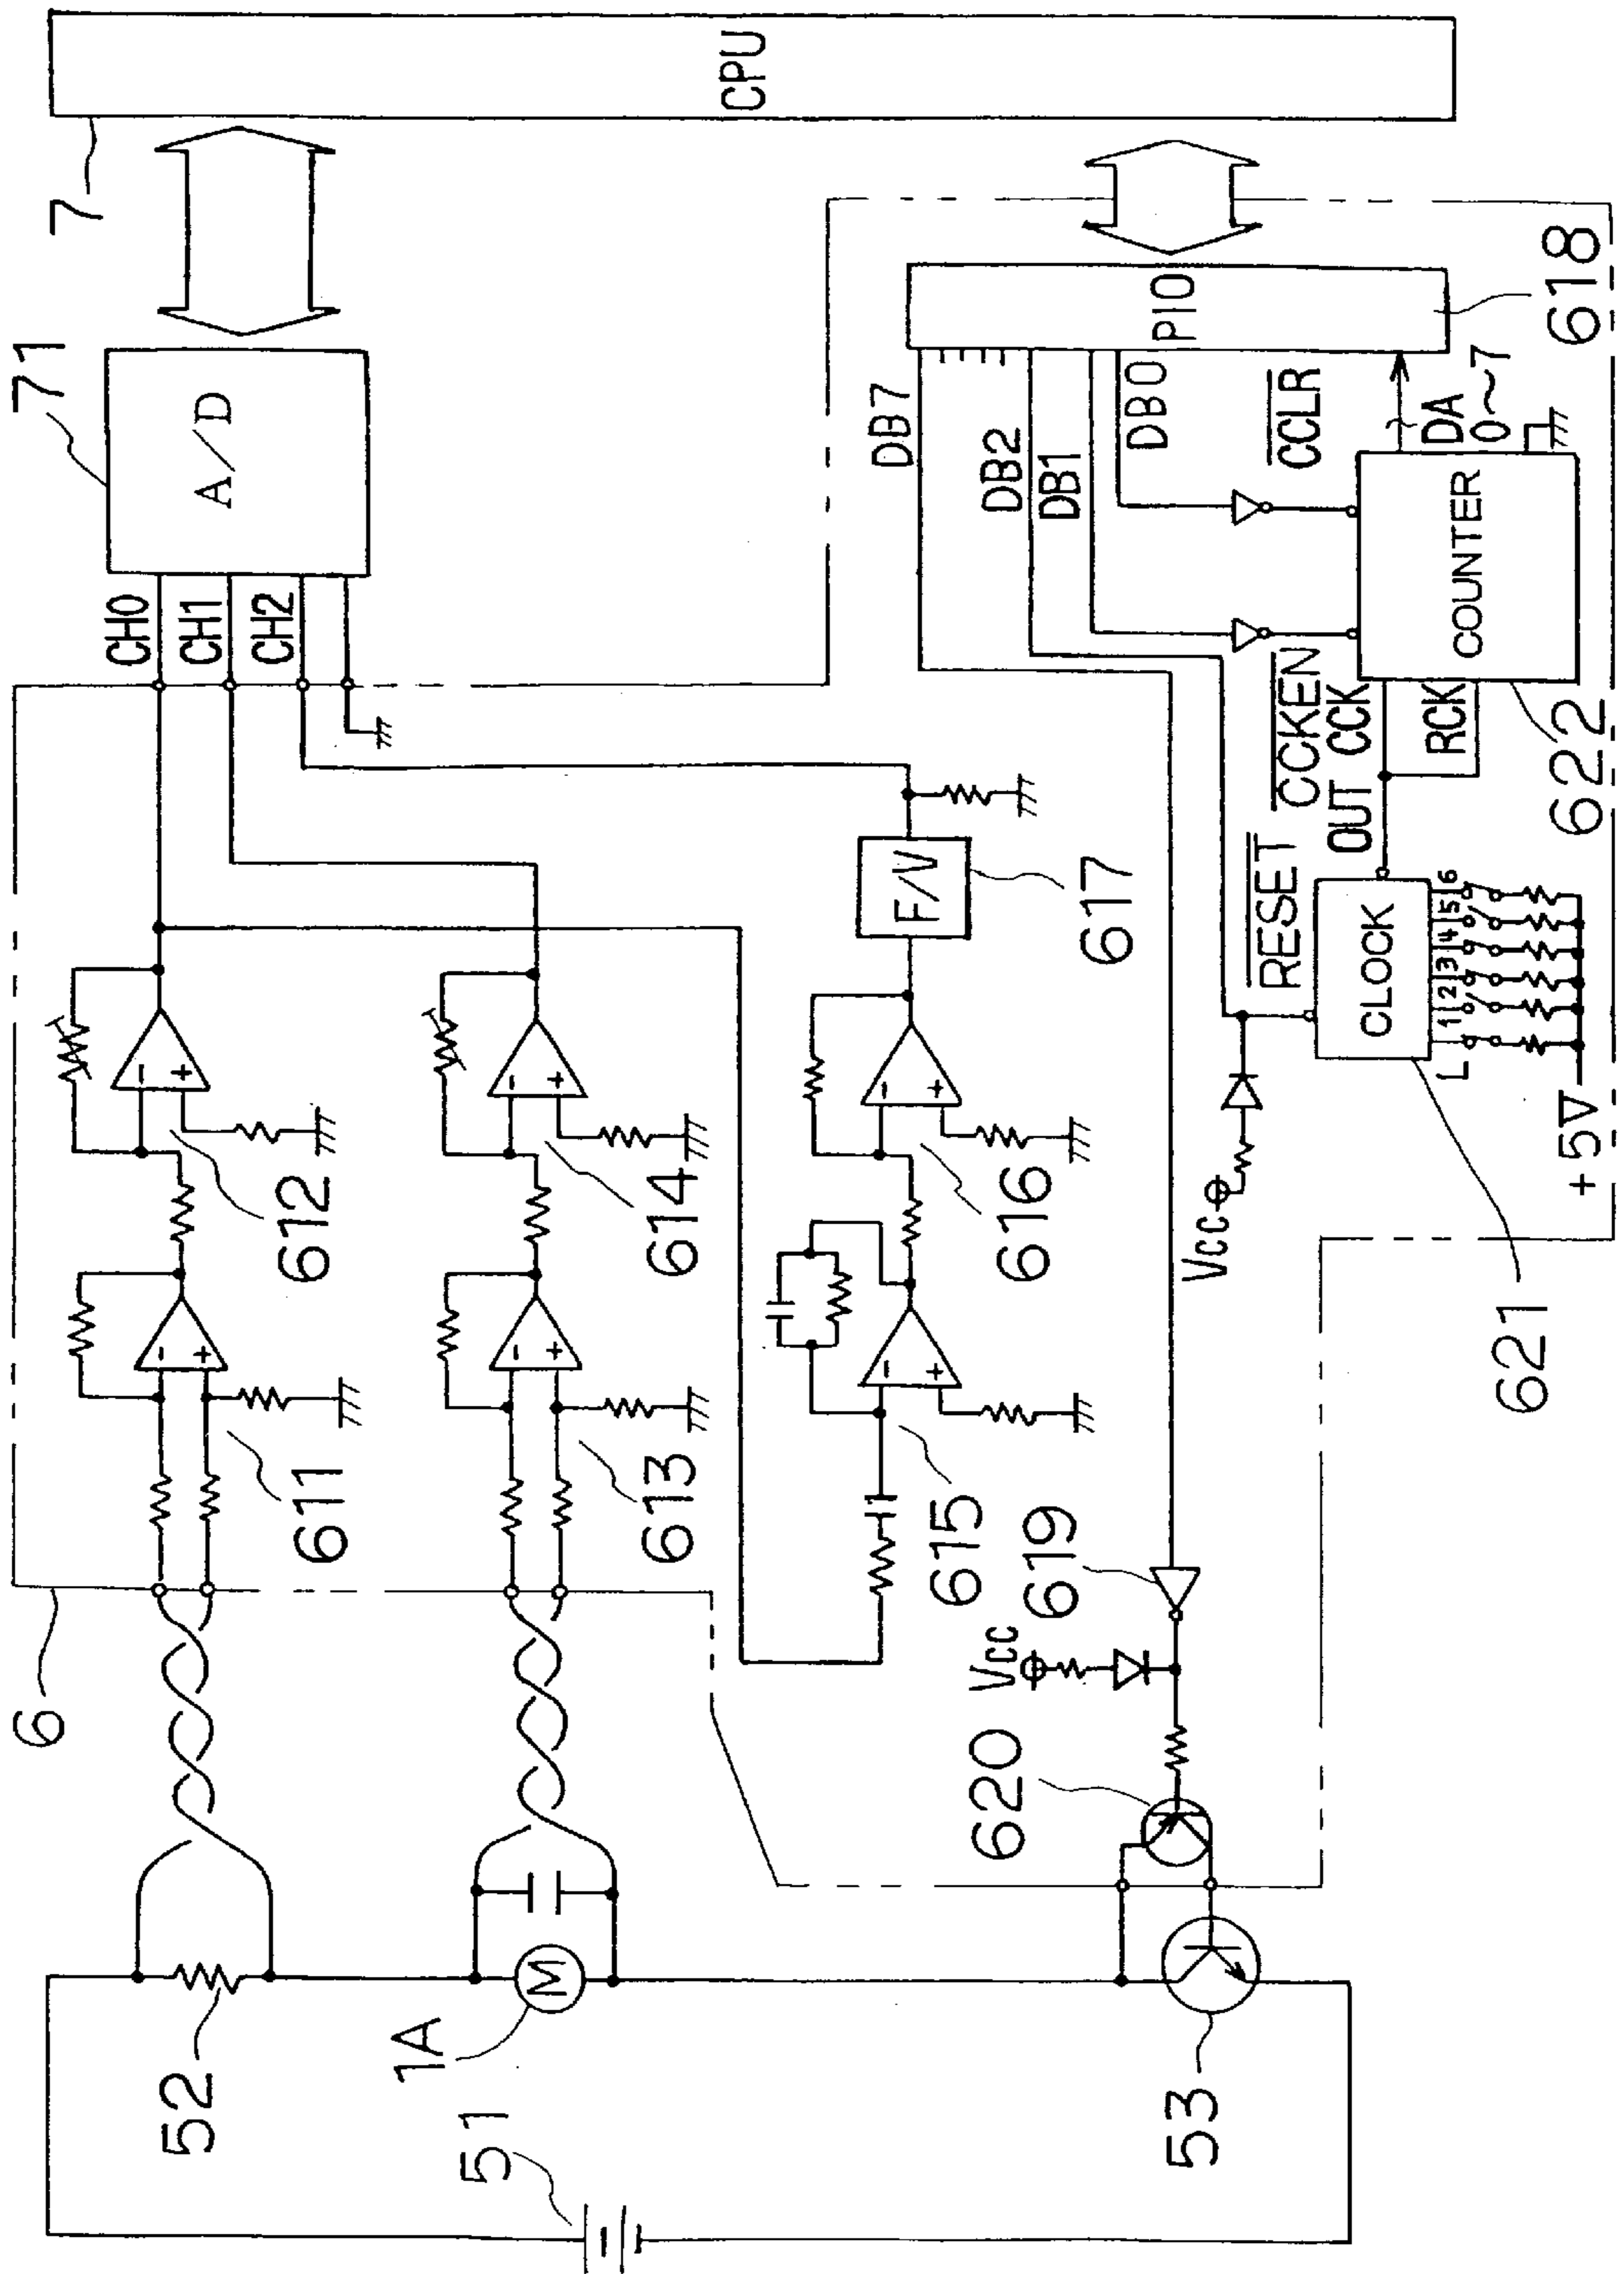 7
CPU
71
A/D
CH0
CH1
CH2
6
611
612
-
+
-
+
613
614
-
+
-
+
615
616
-
+
-
+
617
F/V
52
1A
M
51
53
620
VCC
619
VCC
DB7
DB2
DB1
DB0
PIO
618
CCLR
CCKEN
RESET
OUT CCK
RCK
DA
0~7
COUNTER
622
CLOCK
L 1 2 3 4 5 6
621
+5V